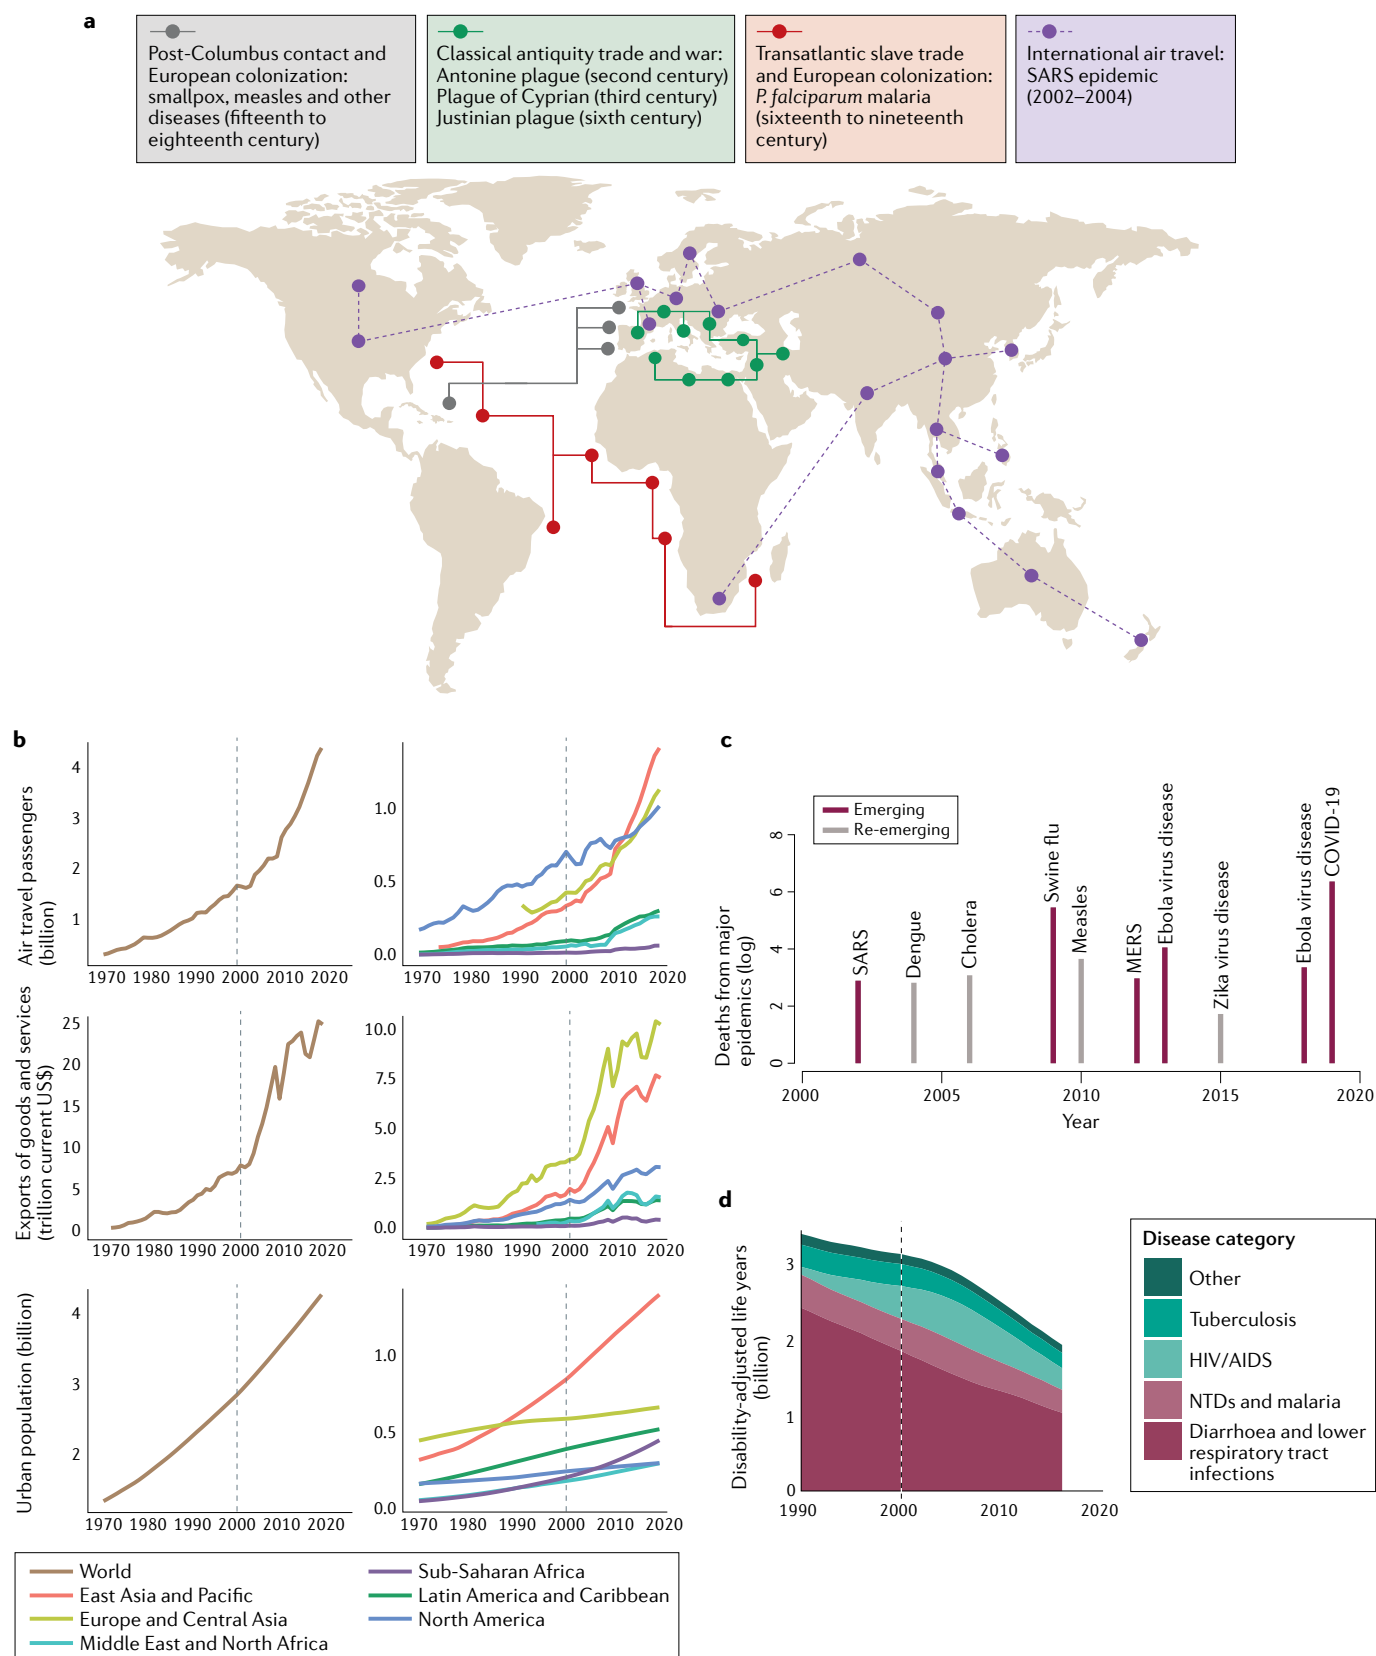 a
Post-Columbus contact and
European colonization:
smallpox, measles and other
diseases (fifteenth to
eighteenth century)
Classical antiquity trade and war:
Antonine plague (second century)
Plague of Cyprian (third century)
Justinian plague (sixth century)
Transatlantic slave trade
and European colonization:
P. falciparum malaria
(sixteenth to nineteenth
century)
International air travel:
SARS epidemic
(2002–2004)
b
Air travel passengers
(billion)
4
3
2
1
1970 1980 1990 2000 2010 2020
1.0
0.5
0.0
1970 1980 1990 2000 2010 2020
Exports of goods and services
(trillion current US$)
25
20
15
10
5
0
1970 1980 1990 2000 2010 2020
10.0
7.5
5.0
2.5
0.0
1970 1980 1990 2000 2010 2020
Urban population (billion)
4
3
2
1970 1980 1990 2000 2010 2020
1.0
0.5
0.0
1970 1980 1990 2000 2010 2020
World
East Asia and Pacific
Europe and Central Asia
Middle East and North Africa
Sub-Saharan Africa
Latin America and Caribbean
North America
c
Emerging
Re-emerging
Deaths from major
epidemics (log)
8
6
4
2
0
SARS
Dengue
Cholera
Swine flu
Measles
MERS
Ebola virus disease
Zika virus disease
Ebola virus disease
COVID-19
2000 2005 2010 2015 2020
Year
d
Disability-adjusted life years
(billion)
3
2
1
0
1990 2000 2010 2020
Disease category
Other
Tuberculosis
HIV/AIDS
NTDs and malaria
Diarrhoea and lower
respiratory tract
infections